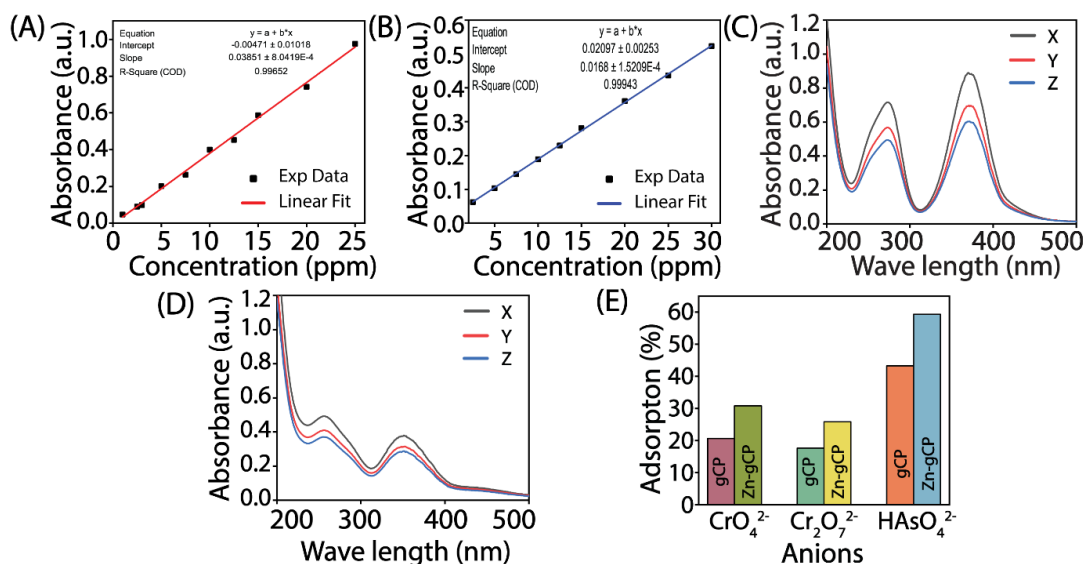 (A)
Equation y = a + b*x
Intercept -0.00471 ± 0.01018
Slope 0.03851 ± 8.0419E-4
R-Square (COD) 0.99652
Absorbance (a.u.)
1.0
0.8
0.6
0.4
0.2
0.0
Exp Data
Linear Fit
0 5 10 15 20 25
Concentration (ppm)
(B)
Equation y = a + b*x
Intercept 0.02097 ± 0.00253
Slope 0.0168 ± 1.5209E-4
R-Square (COD) 0.99943
Absorbance (a.u.)
0.6
0.5
0.4
0.3
0.2
0.1
0.0
Exp Data
Linear Fit
5 10 15 20 25 30
Concentration (ppm)
(C)
Absorbance (a.u.)
1.2
1.0
0.8
0.6
0.4
0.2
0.0
X
Y
Z
200 300 400 500
Wave length (nm)
(D)
Absorbance (a.u.)
1.2
1.0
0.8
0.6
0.4
0.2
0.0
X
Y
Z
200 300 400 500
Wave length (nm)
(E)
Adsorpton (%)
60
50
40
30
20
10
0
gCP
Zn-gCP
gCP
Zn-gCP
gCP
Zn-gCP
CrO₄²⁻ Cr₂O₇²⁻ HAsO₄²⁻
Anions